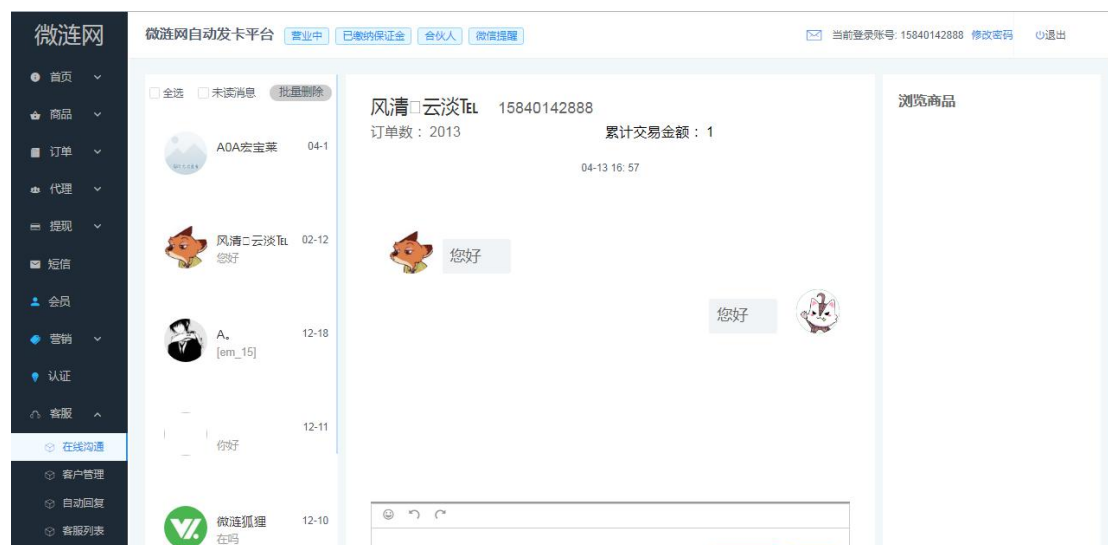 微涟网
微涟网自动发卡平台 营业中 已缴纳保证金 合伙人 微信提醒
当前登录账号: 15840142888 修改密码 退出
首页
商品
订单
代理
提现
短信
会员
营销
认证
客服
在线沟通
客户管理
自动回复
客服列表
全选 未读消息 批量删除
A0A宏宝莱 04-1
风清□云淡℡ 02-12
您好
A。 12-18
[em_15]
12-11
你好
微涟狐狸 12-10
在吗
风清□云淡℡ 15840142888
订单数: 2013 累计交易金额: 1
04-13 16: 57
您好
您好
浏览商品